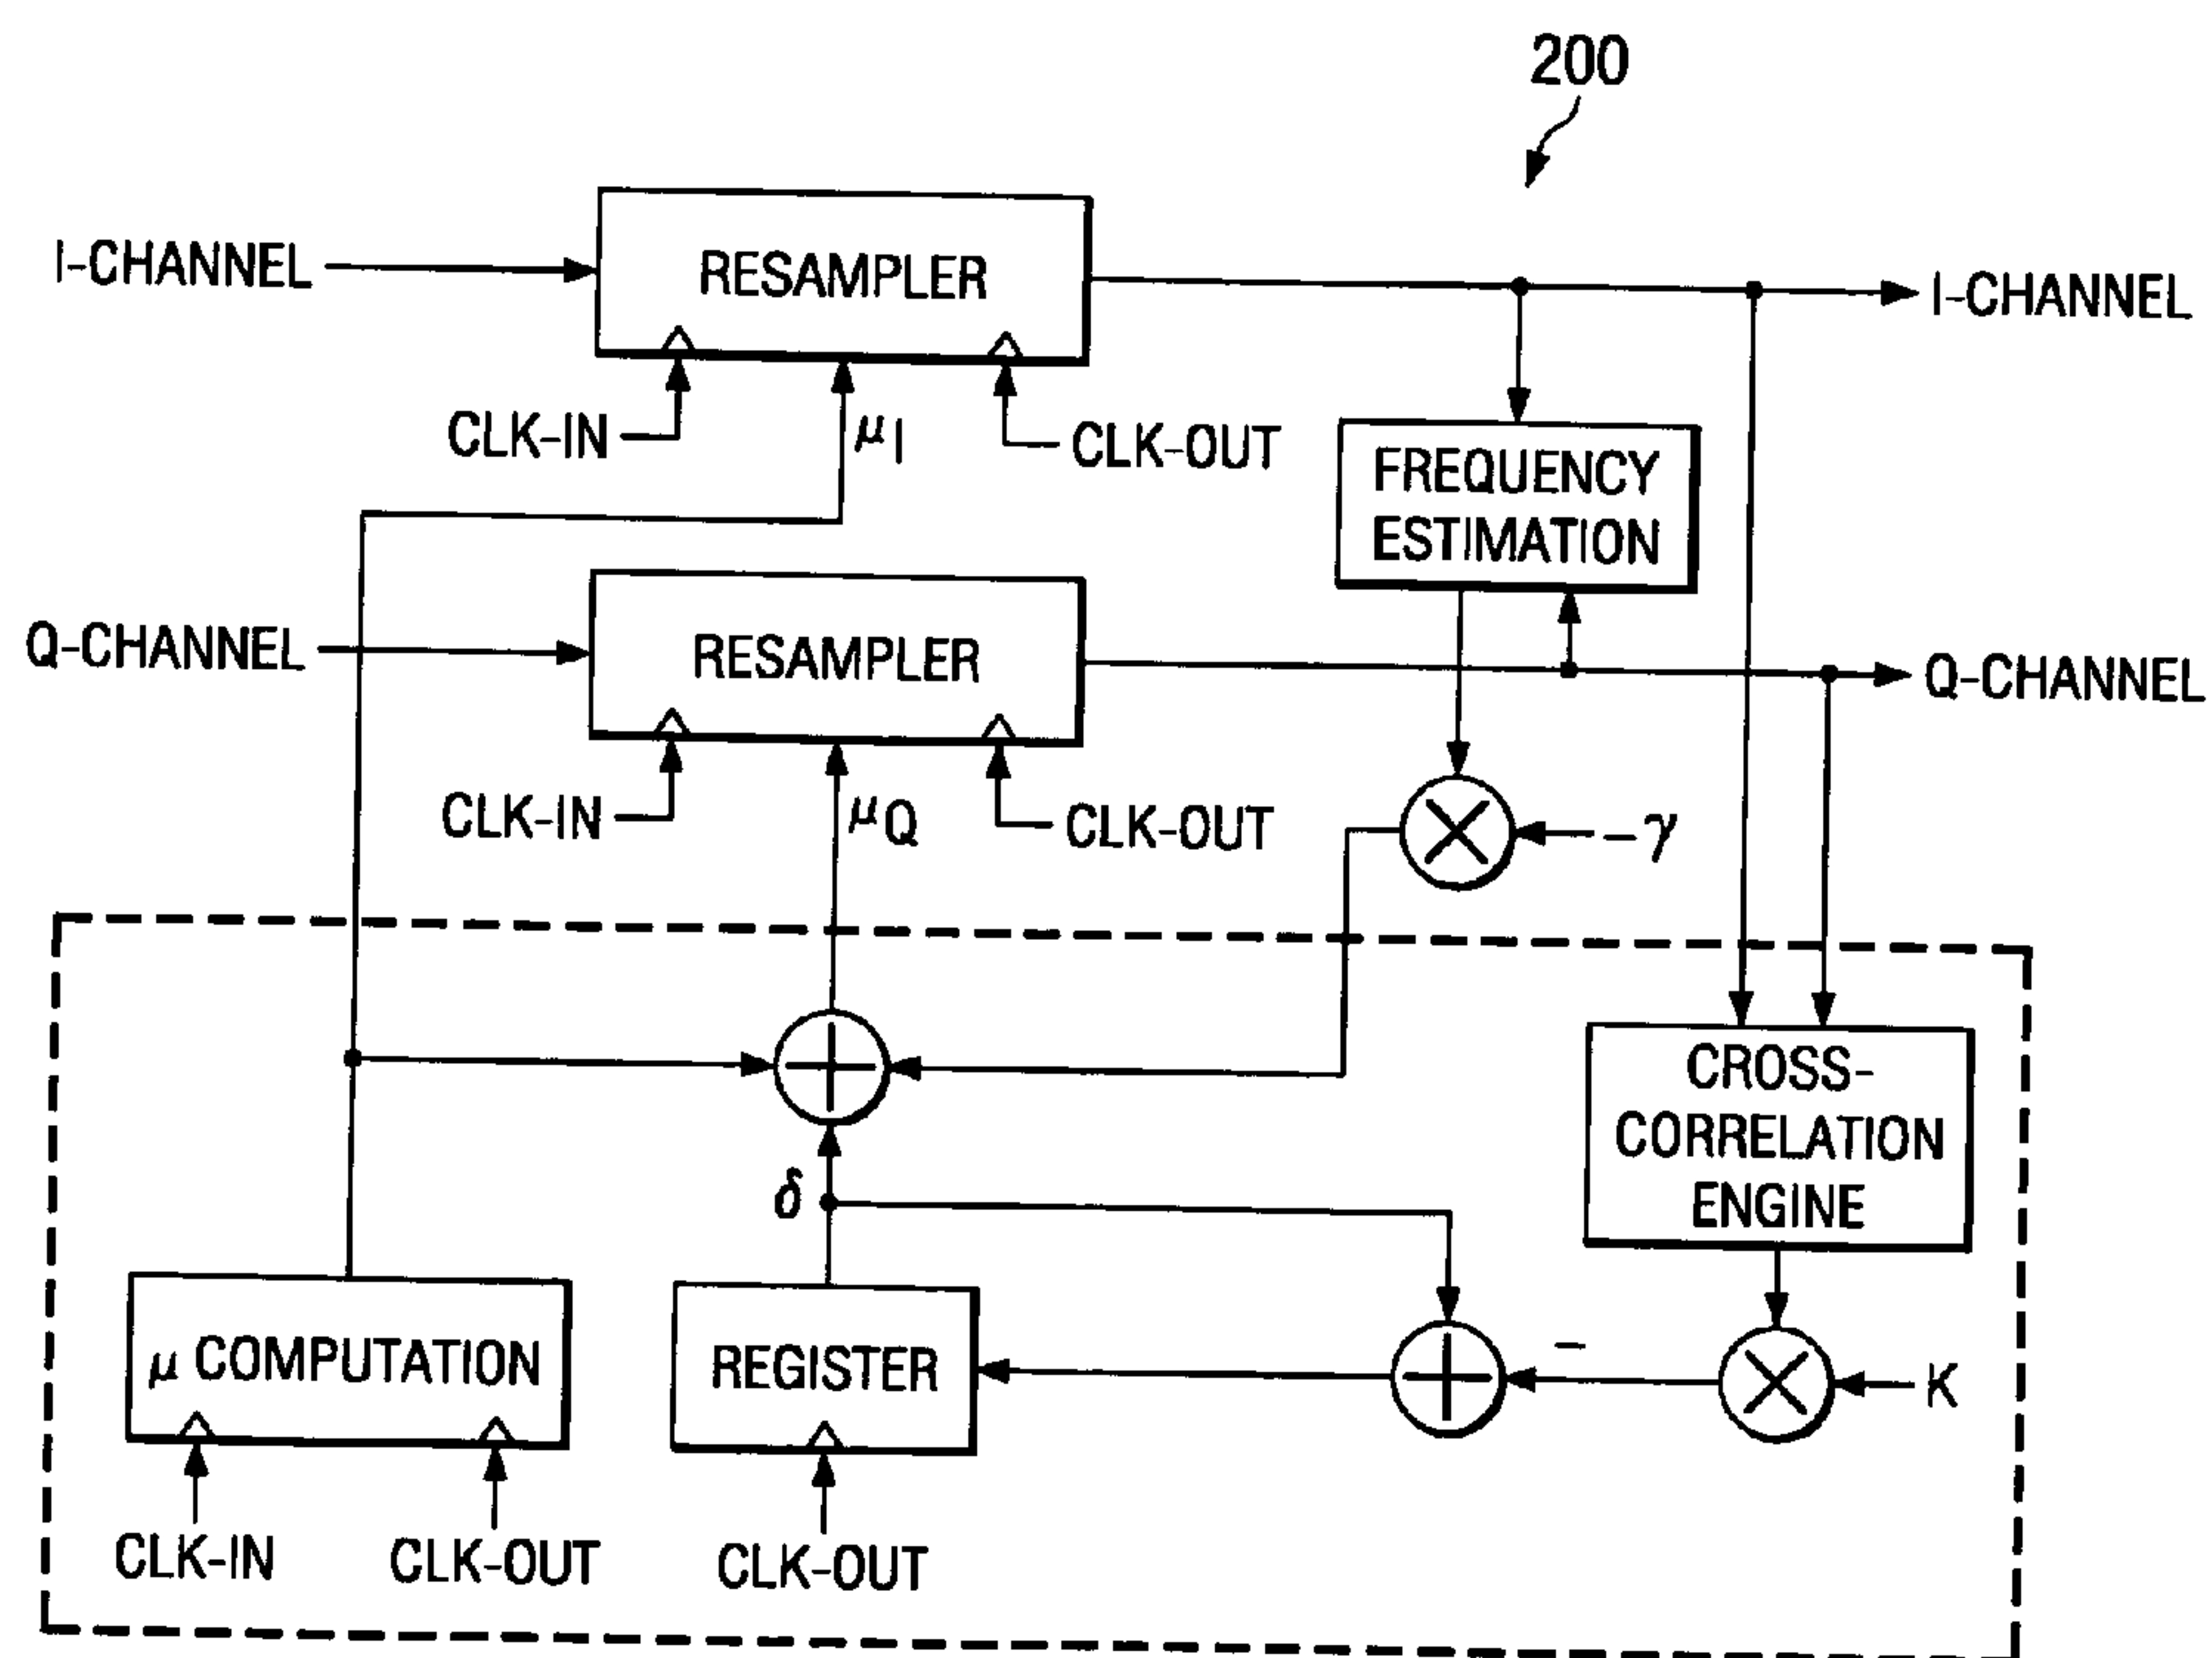 200
I-CHANNEL
RESAMPLER
I-CHANNEL
CLK-IN
μI
CLK-OUT
FREQUENCY
ESTIMATION
Q-CHANNEL
RESAMPLER
Q-CHANNEL
CLK-IN
μQ
CLK-OUT
-γ
CROSS-
CORRELATION
ENGINE
δ
μ COMPUTATION
REGISTER
-
K
CLK-IN
CLK-OUT
CLK-OUT